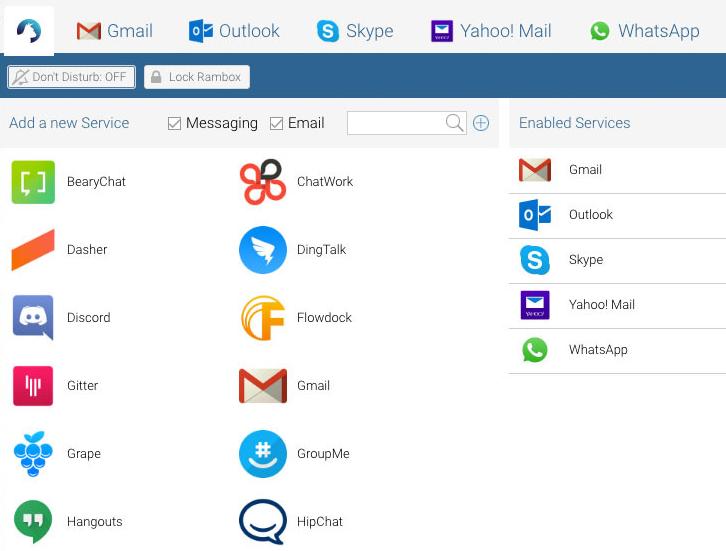 Gmail Outlook Skype Yahoo! Mail WhatsApp
Don't Disturb: OFF Lock Rambox
Add a new Service Messaging Email Enabled Services
BearyChat ChatWork Gmail
Dasher DingTalk Outlook
Discord Flowdock Skype
Gitter Gmail Yahoo! Mail
Grape GroupMe WhatsApp
Hangouts HipChat